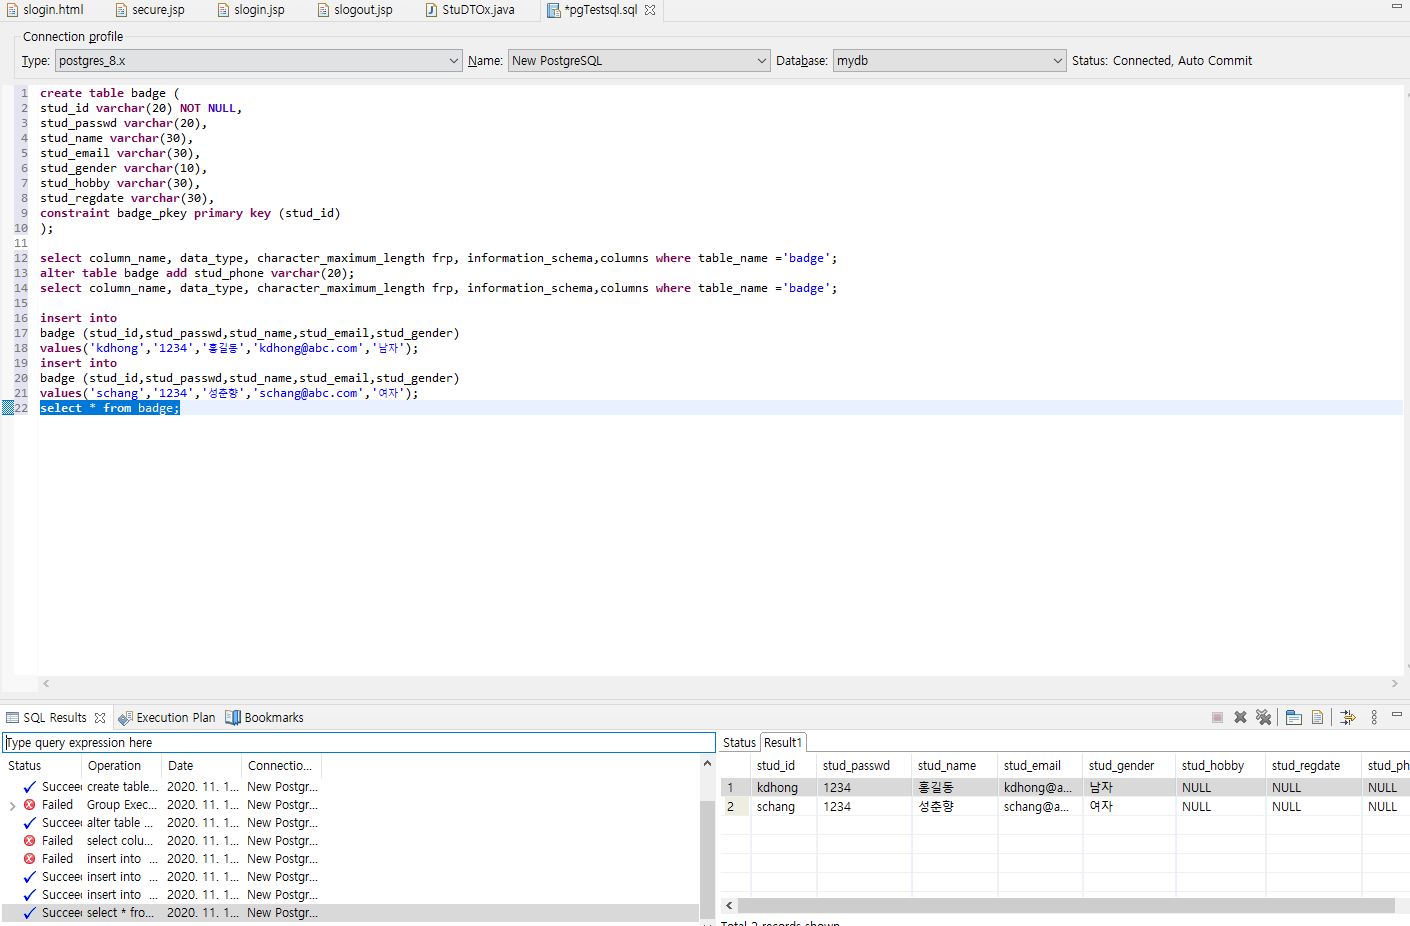 slogin.html secure.jsp slogin.jsp slogout.jsp StuDTOx.java *pgTestsql.sql
Connection profile
Type: postgres_8.x Name: New PostgreSQL Database: mydb Status: Connected, Auto Commit
1 create table badge (
2 stud_id varchar(20) NOT NULL,
3 stud_passwd varchar(20),
4 stud_name varchar(30),
5 stud_email varchar(30),
6 stud_gender varchar(10),
7 stud_hobby varchar(30),
8 stud_regdate varchar(30),
9 constraint badge_pkey primary key (stud_id)
10 );
11
12 select column_name, data_type, character_maximum_length frp, information_schema,columns where table_name ='badge';
13 alter table badge add stud_phone varchar(20);
14 select column_name, data_type, character_maximum_length frp, information_schema,columns where table_name ='badge';
15
16 insert into
17 badge (stud_id,stud_passwd,stud_name,stud_email,stud_gender)
18 values('kdhong','1234','홍길동','kdhong@abc.com','남자');
19 insert into
20 badge (stud_id,stud_passwd,stud_name,stud_email,stud_gender)
21 values('schang','1234','성춘향','schang@abc.com','여자');
22 select * from badge;
SQL Results Execution Plan Bookmarks
Type query expression here
Status Operation Date Connectio...
Succee create table... 2020. 11. 1... New Postgr...
Failed Group Exec... 2020. 11. 1... New Postgr...
Succee alter table ... 2020. 11. 1... New Postgr...
Failed select colu... 2020. 11. 1... New Postgr...
Failed insert into ... 2020. 11. 1... New Postgr...
Succee insert into ... 2020. 11. 1... New Postgr...
Succee insert into ... 2020. 11. 1... New Postgr...
Succee select * fro... 2020. 11. 1... New Postgr...
Status Result1
stud_id stud_passwd stud_name stud_email stud_gender stud_hobby stud_regdate stud_ph
1 kdhong 1234 홍길동 kdhong@a... 남자 NULL NULL NULL
2 schang 1234 성춘향 schang@a... 여자 NULL NULL NULL
Total 2 records shown